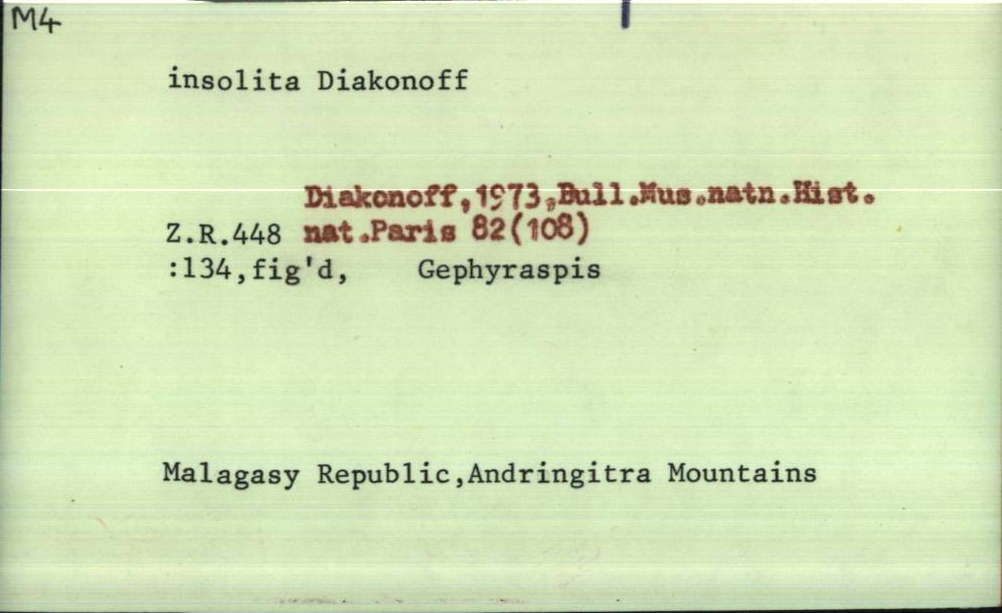 M4
insolita Diakonoff
Diakonoff,1973,Bull.Mus.natn.Hist.
Z.R.448 nat.Paris 82(108)
:134,fig'd, Gephyraspis
Malagasy Republic,Andringitra Mountains